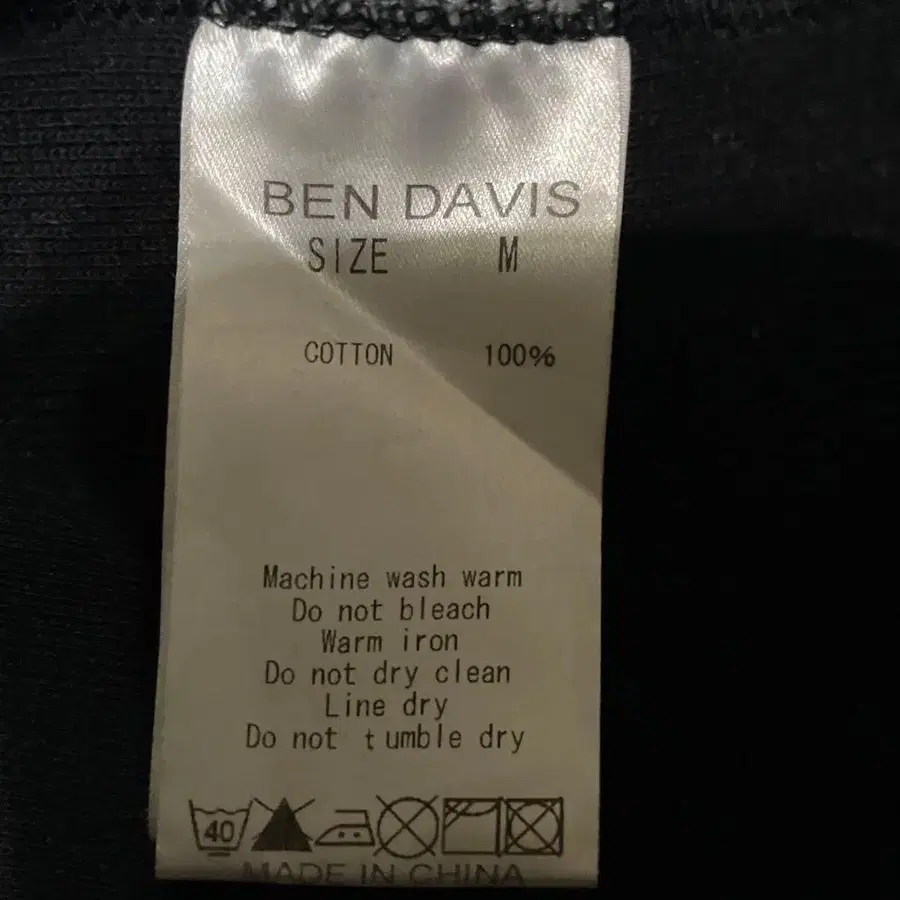 BEN DAVIS
SIZE M
COTTON 100%
Machine wash warm
Do not bleach
Warm iron
Do not dry clean
Line dry
Do not tumble dry
40
MADE IN CHINA